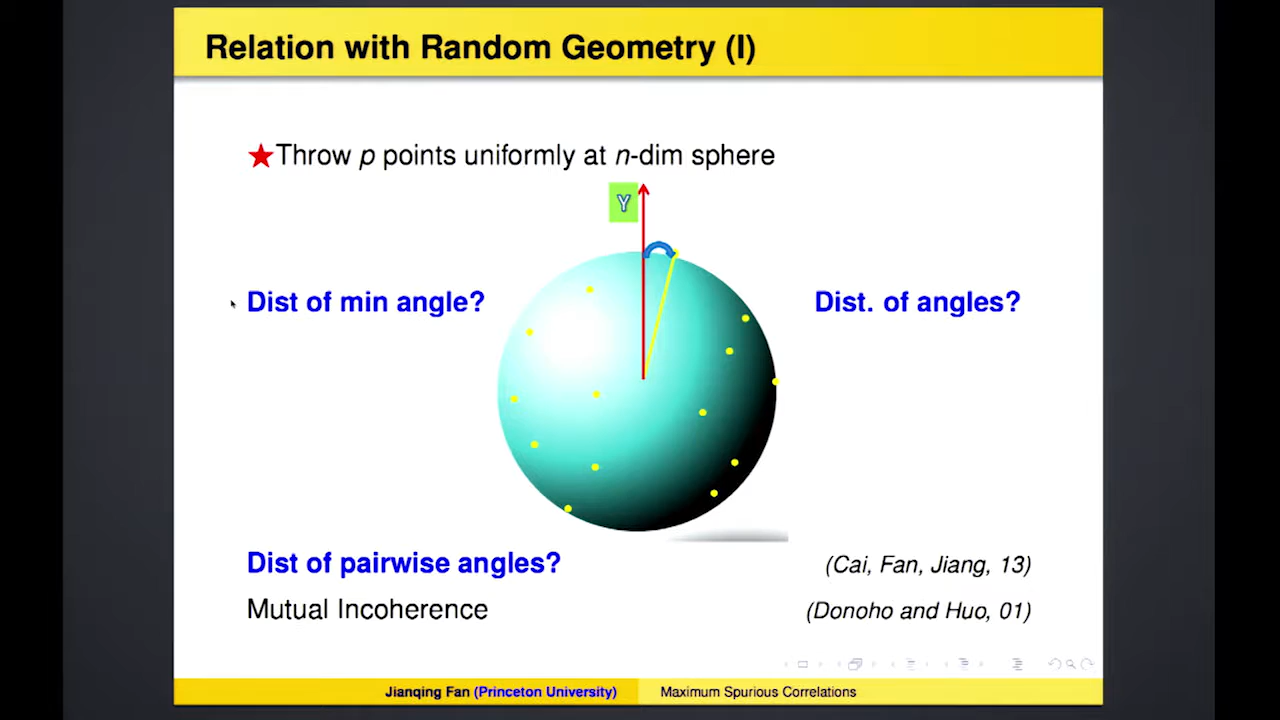 Relation with Random Geometry (I)
★Throw p points uniformly at n-dim sphere
Y
Dist of min angle?
Dist. of angles?
Dist of pairwise angles?
(Cai, Fan, Jiang, 13)
Mutual Incoherence
(Donoho and Huo, 01)
Jianqing Fan (Princeton University)
Maximum Spurious Correlations